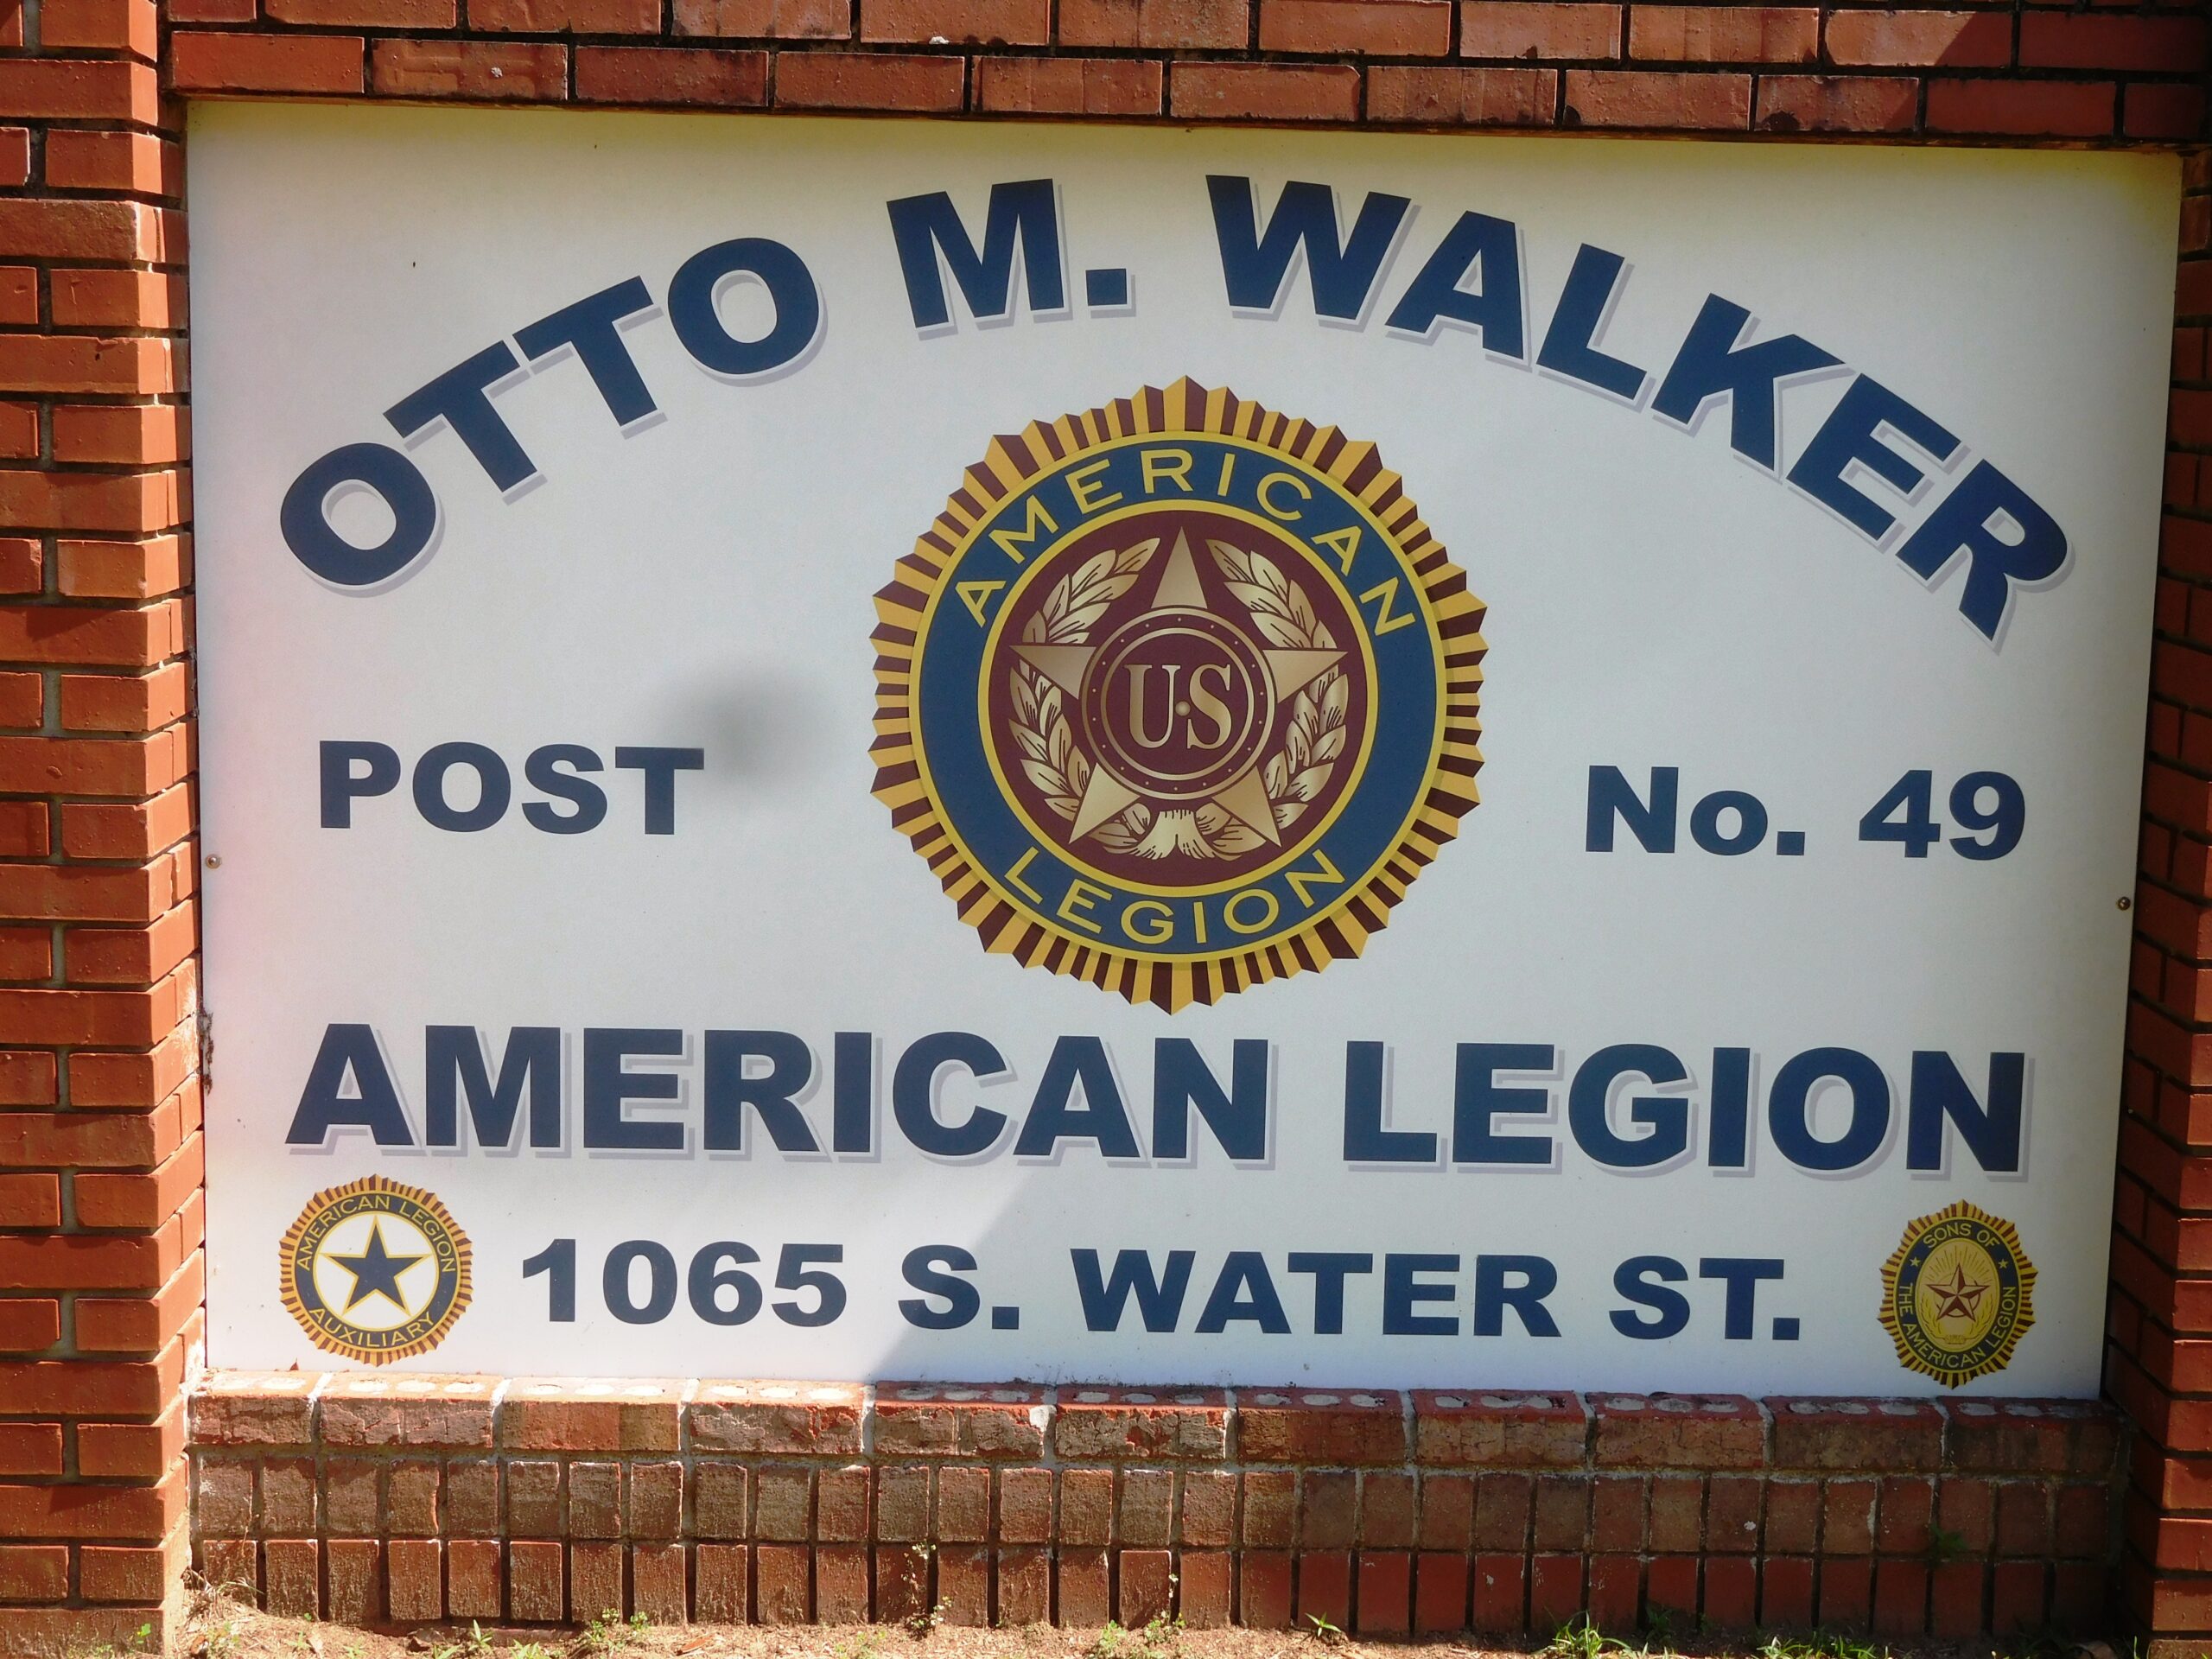 OTTO M. WALKER
AMERICAN
U.S
LEGION
POST
No. 49
AMERICAN LEGION
AMERICAN LEGION
AUXILIARY
1065 S. WATER ST.
SONS OF
THE AMERICAN LEGION